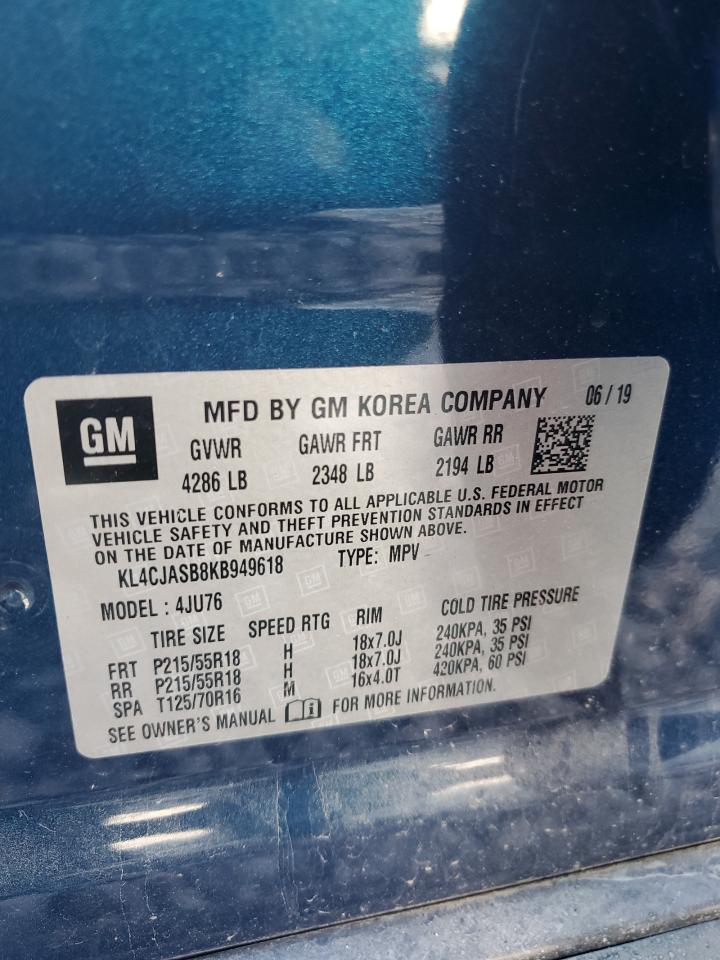 GM
MFD BY GM KOREA COMPANY 06 / 19
GVWR GAWR FRT GAWR RR
4286 LB 2348 LB 2194 LB
THIS VEHICLE CONFORMS TO ALL APPLICABLE U.S. FEDERAL MOTOR
VEHICLE SAFETY AND THEFT PREVENTION STANDARDS IN EFFECT
ON THE DATE OF MANUFACTURE SHOWN ABOVE.
KL4CJASB8KB949618 TYPE: MPV
MODEL : 4JU76
TIRE SIZE SPEED RTG RIM COLD TIRE PRESSURE
FRT P215/55R18 H 18x7.0J 240KPA, 35 PSI
RR P215/55R18 H 18x7.0J 240KPA, 35 PSI
SPA T125/70R16 M 16x4.0T 420KPA, 60 PSI
SEE OWNER'S MANUAL FOR MORE INFORMATION.